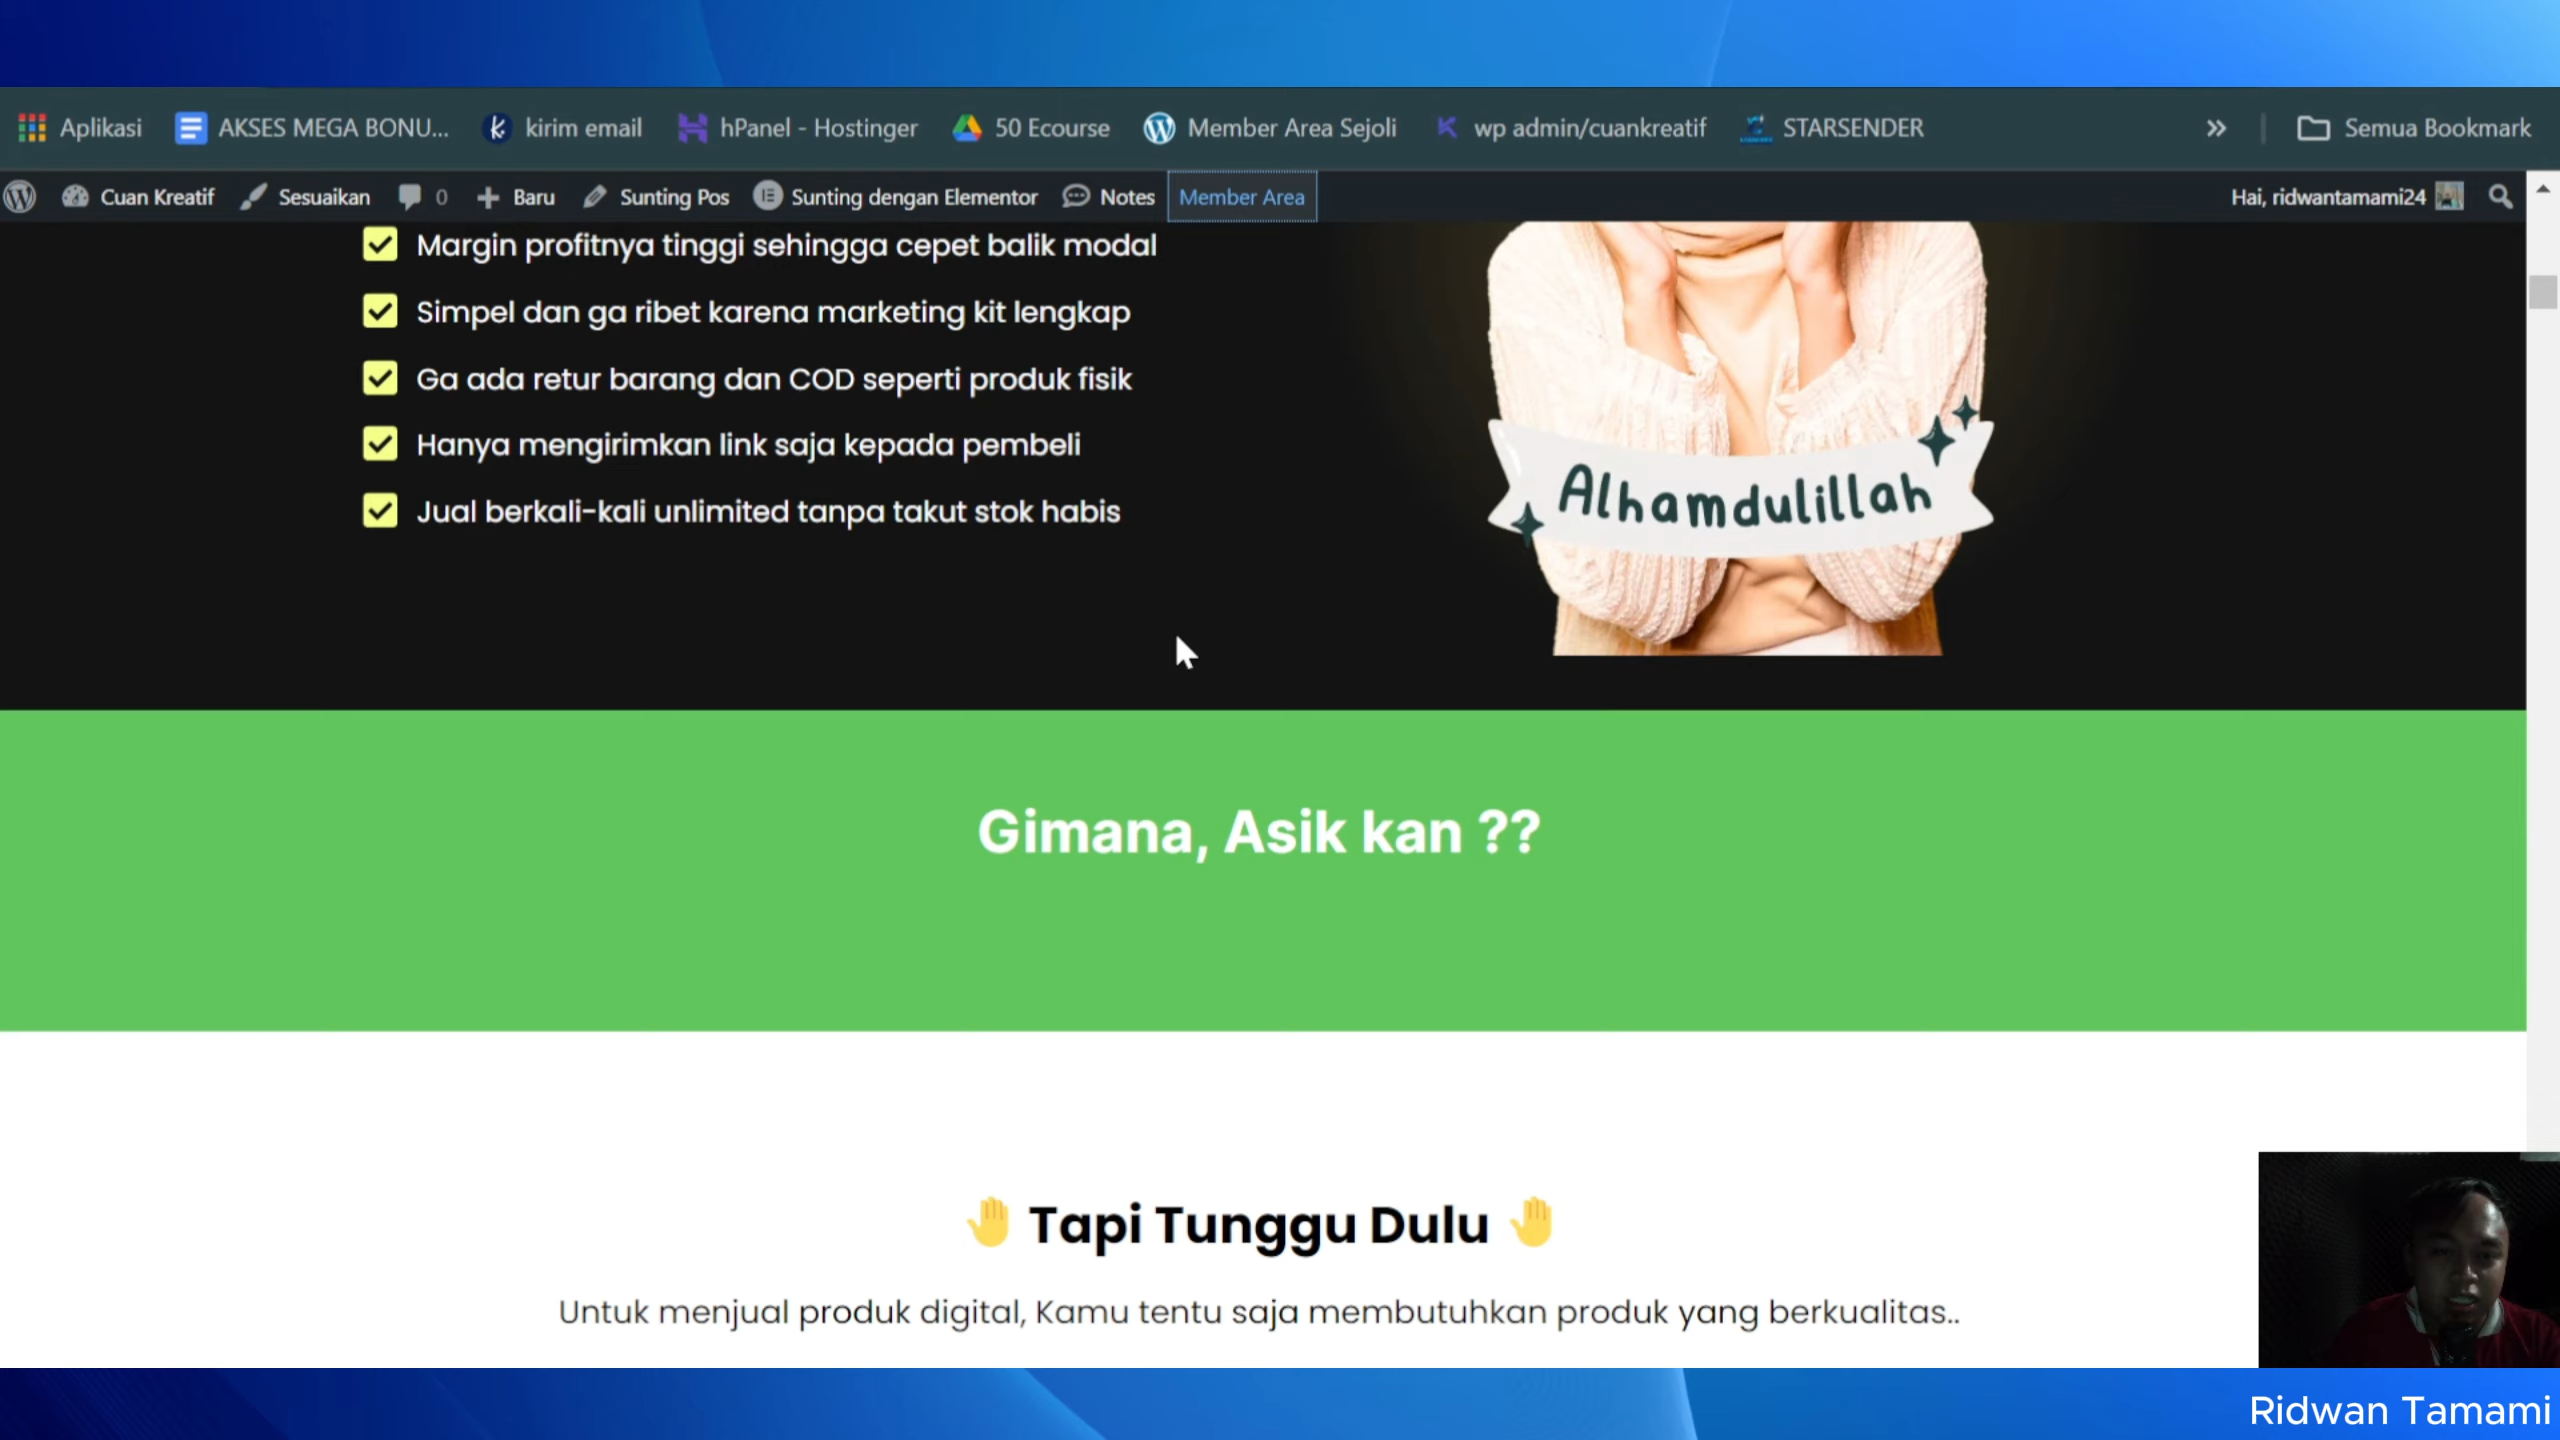 Aplikasi AKSES MEGA BONU... kirim email hPanel - Hostinger 50 Ecourse Member Area Sejoli wp admin/cuankreatif STARSENDER » Semua Bookmark
Cuan Kreatif Sesuaikan 0 + Baru Sunting Pos Sunting dengan Elementor Notes Member Area Hai, ridwantamami24
Margin profitnya tinggi sehingga cepet balik modal
Simpel dan ga ribet karena marketing kit lengkap
Ga ada retur barang dan COD seperti produk fisik
Hanya mengirimkan link saja kepada pembeli
Jual berkali-kali unlimited tanpa takut stok habis
Alhamdulillah
Gimana, Asik kan ??
🤚 Tapi Tunggu Dulu 🤚
Untuk menjual produk digital, Kamu tentu saja membutuhkan produk yang berkualitas..
Ridwan Tamami